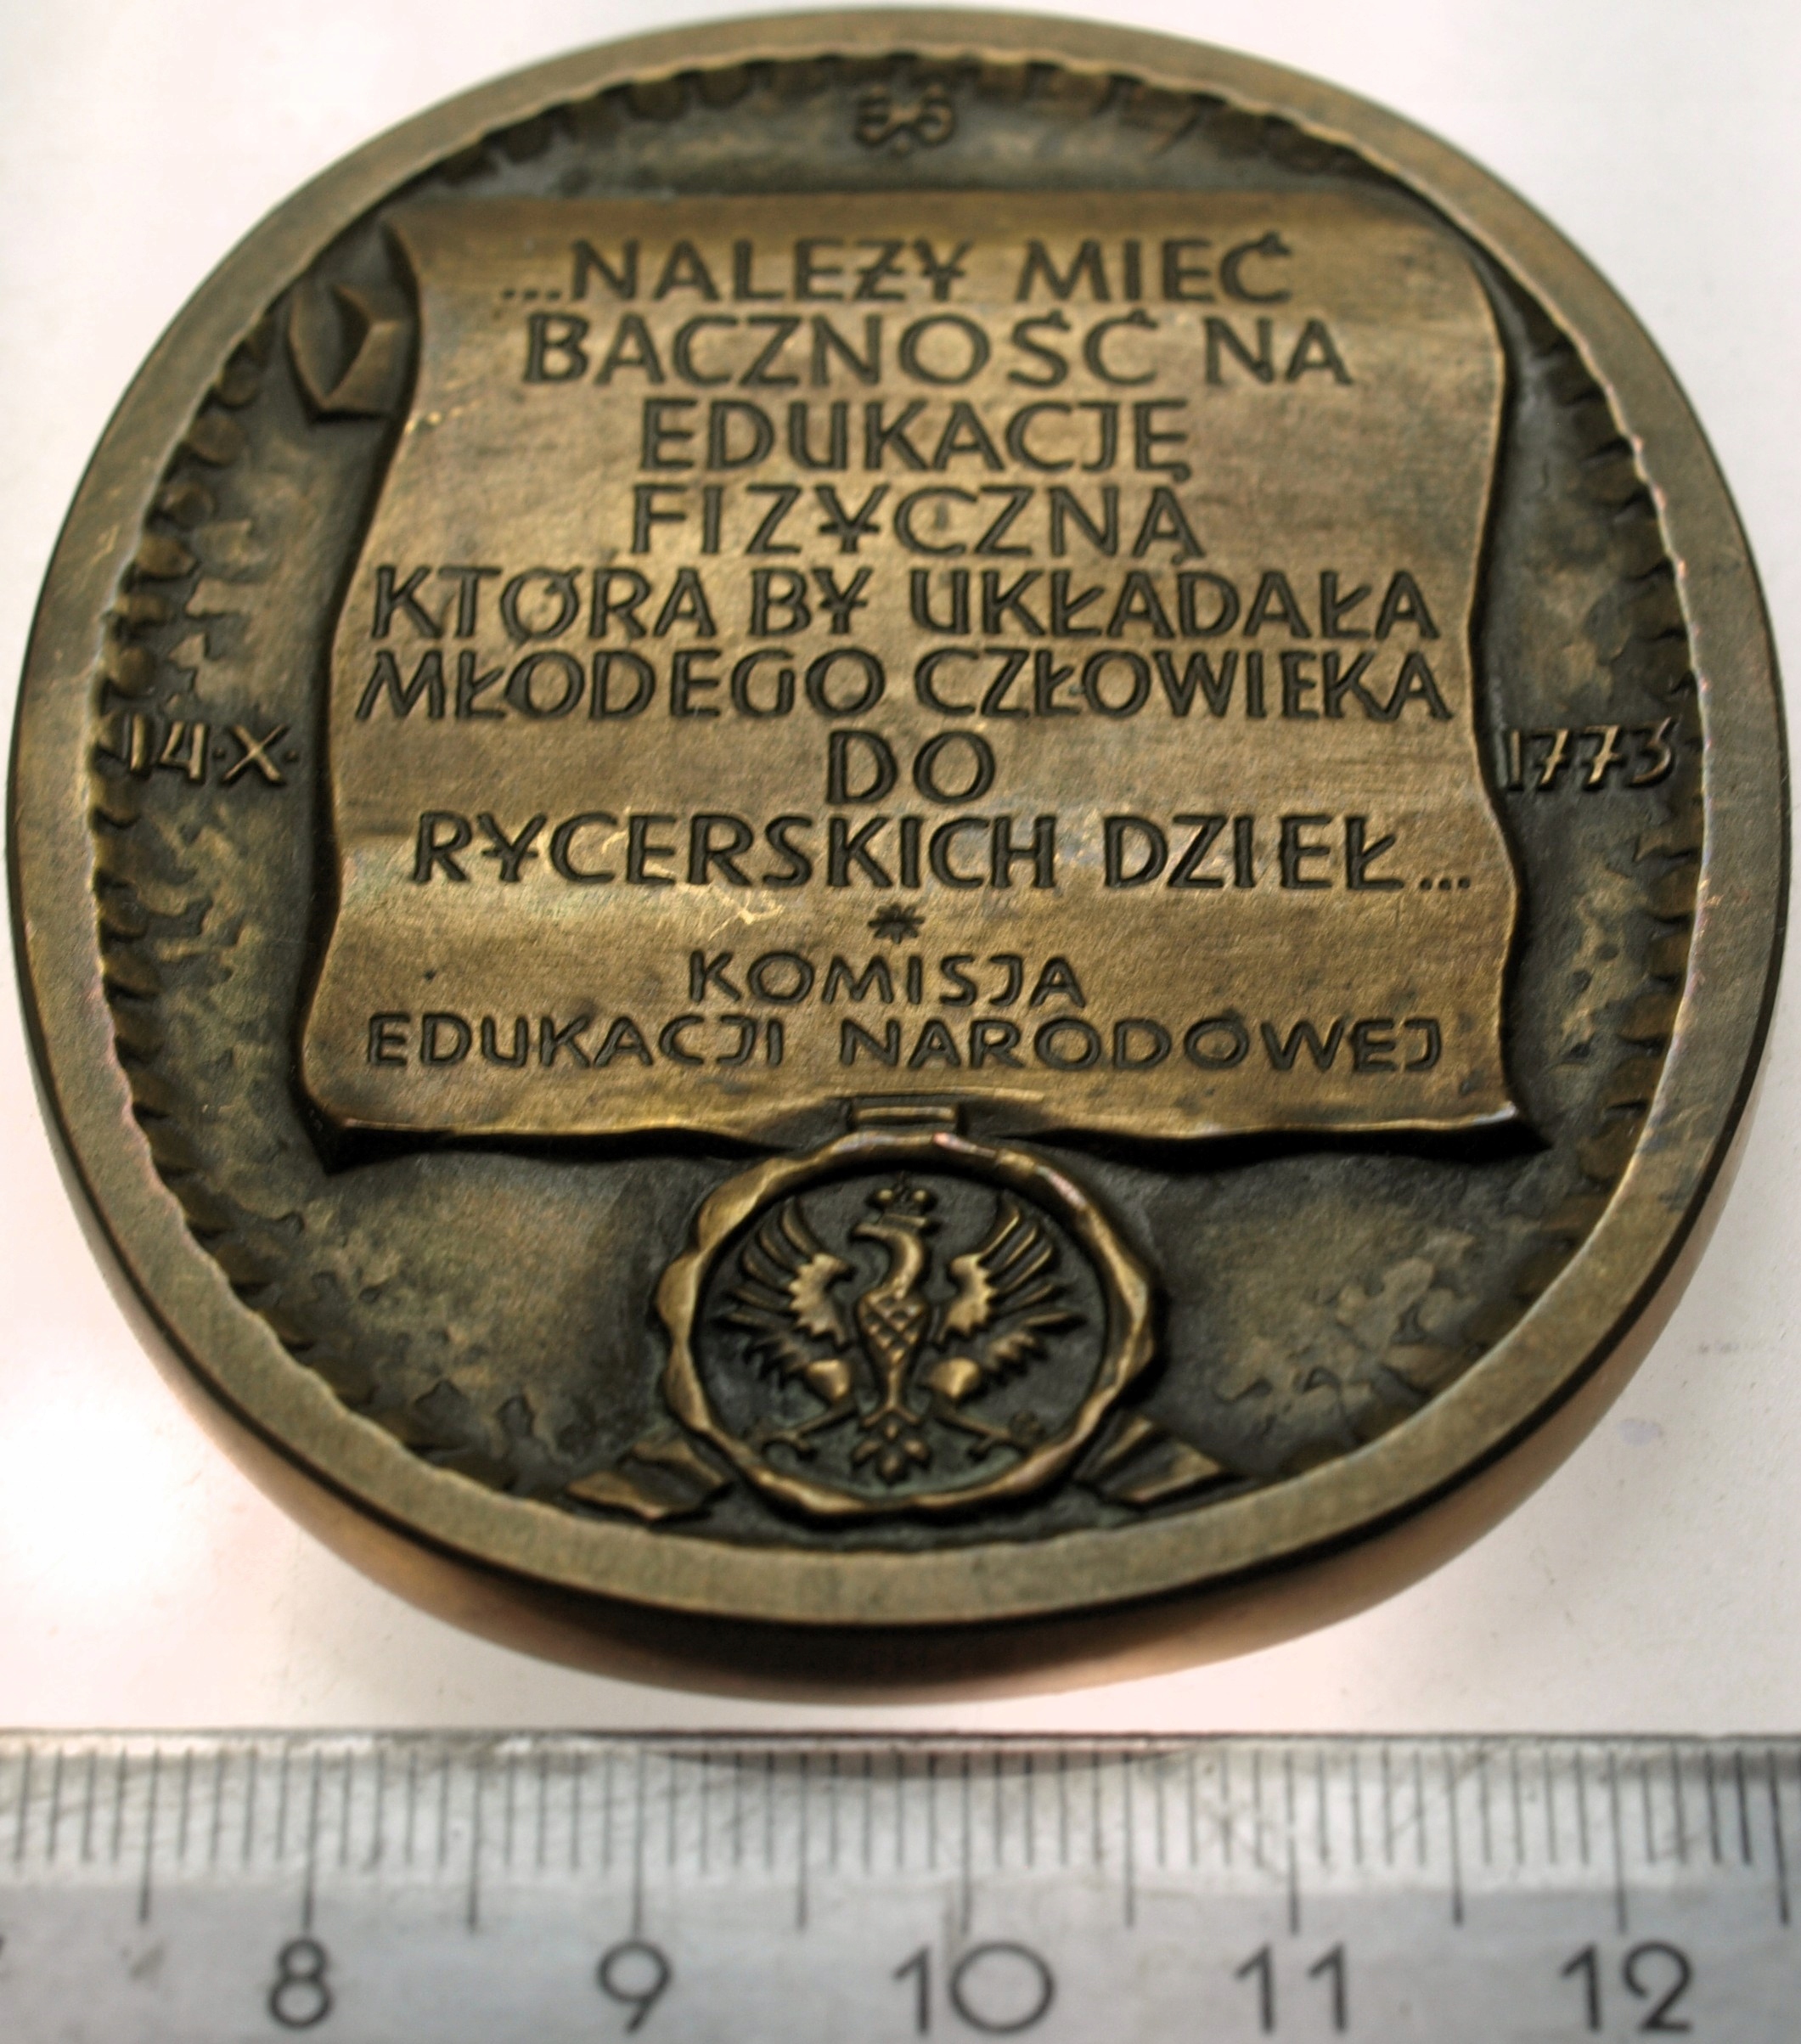 ...NALEŻY MIEĆ
BACZNOŚĆ NA
EDUKACJĘ
FIZYCZNĄ
KTÓRA BY UKŁADAŁA
MŁODEGO CZŁOWIEKA
DO
RYCERSKICH DZIEŁ...
*
KOMISJA
EDUKACJI NARODOWEJ
14·X·
1773
8 9 10 11 12